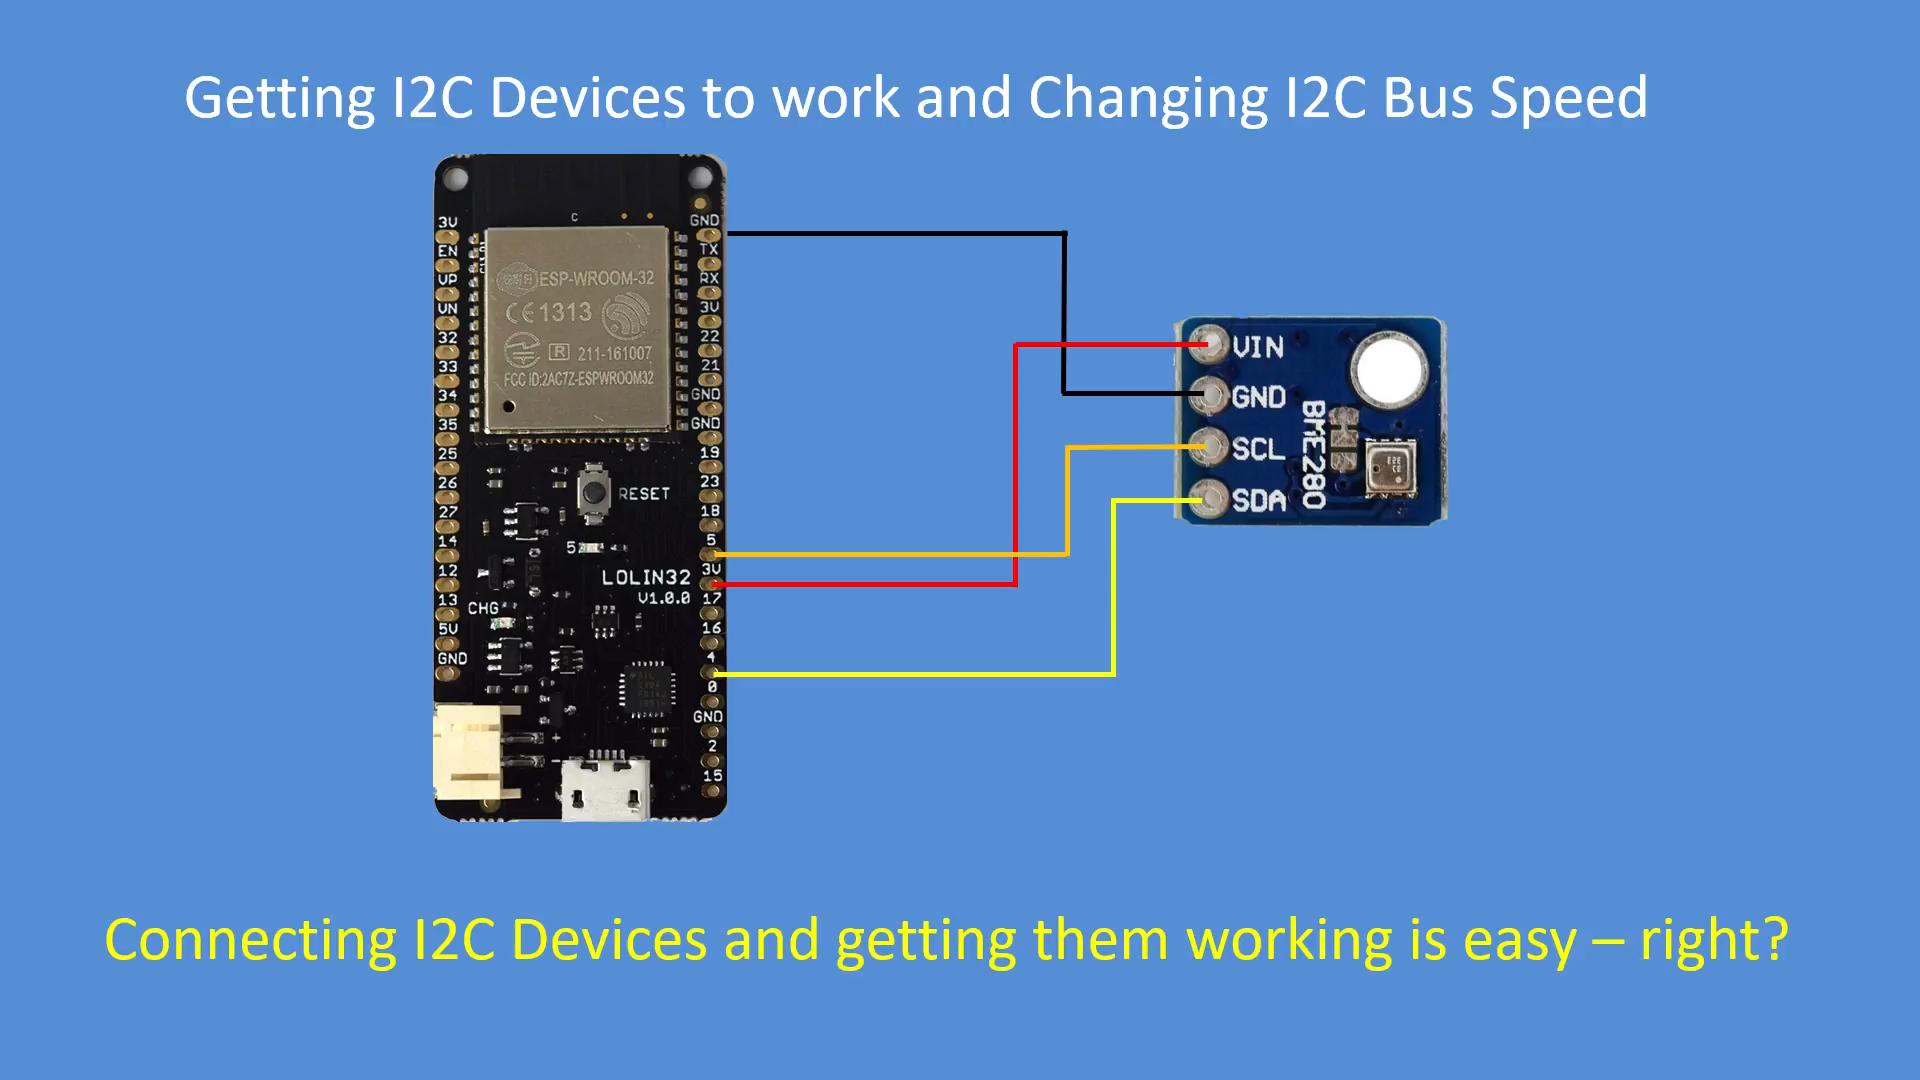 Getting I2C Devices to work and Changing I2C Bus Speed
C
3V
EN
VP
VN
32
33
34
35
25
26
27
14
12
13
5V
GND
ESP-WROOM-32
CE1313
R 211-161007
FCC ID:2AC7Z-ESPWROOM32
RESET
5
LOLIN32
V1.0.0
CHG
+
-
GND
TX
RX
3V
22
21
GND
GND
19
23
18
5
3V
17
16
4
0
GND
2
15
VIN
GND
SCL
SDA
BME280
Connecting I2C Devices and getting them working is easy – right?